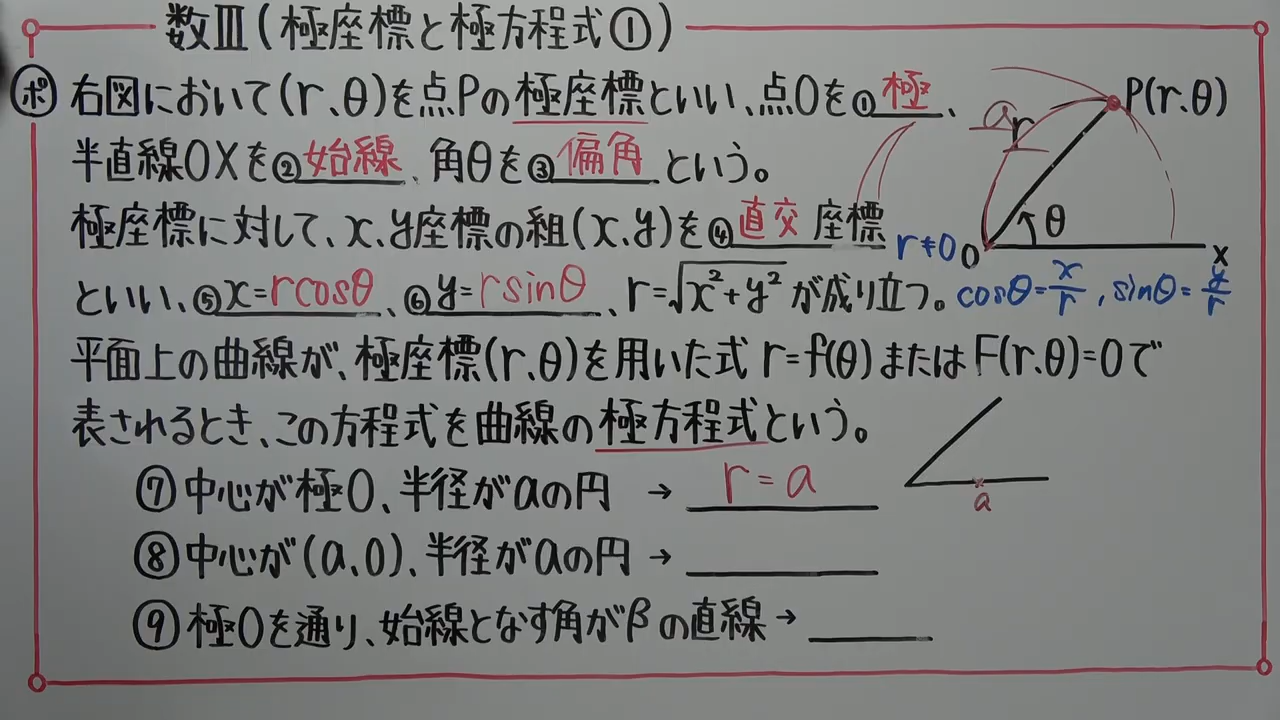 数Ⅲ(極座標と極方程式①)
ポ 右図において(r,θ)を点Pの極座標といい、点Oを①極、
半直線OXを②始線、角θを③偏角という。
極座標に対して、x,y座標の組(x,y)を④直交座標
といい、⑤x=rcosθ、⑥y=rsinθ、r=√x²+y²が成り立つ。
平面上の曲線が、極座標(r,θ)を用いた式 r=f(θ)またはF(r,θ)=0で
表されるとき、この方程式を曲線の極方程式という。
⑦中心が極O、半径がaの円 → r=a
⑧中心が(a,0)、半径がaの円→
⑨極Oを通り、始線となす角がβの直線→
P(r,θ)
a
r
θ
r≠0
O
x
cosθ=x/r , sinθ=y/r
a